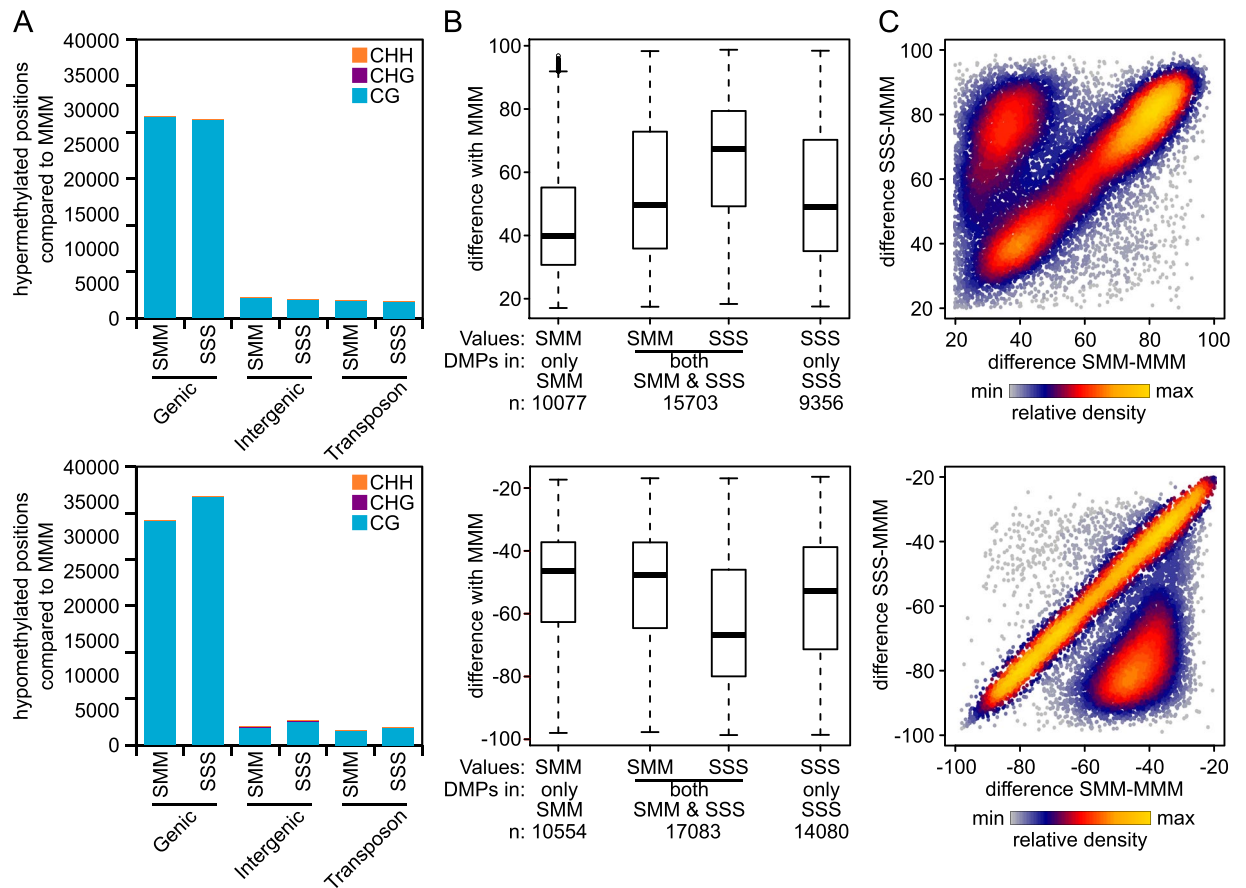 A
hypermethylated positions
compared to MMM
40000
35000
30000
25000
20000
15000
10000
5000
0
CHH
CHG
CG
SMM
SSS
SMM
SSS
SMM
SSS
Genic
Intergenic
Transposon
B
difference with MMM
100
80
60
40
20
Values: SMM SMM SSS SSS
DMPs in: only both only
SMM SMM & SSS SSS
n: 10077 15703 9356
C
difference SSS-MMM
100
80
60
40
20
20 40 60 80 100
difference SMM-MMM
min max
relative density
hypomethylated positions
compared to MMM
40000
35000
30000
25000
20000
15000
10000
5000
0
CHH
CHG
CG
SMM
SSS
SMM
SSS
SMM
SSS
Genic
Intergenic
Transposon
difference with MMM
-20
-40
-60
-80
-100
Values: SMM SMM SSS SSS
DMPs in: only both only
SMM SMM & SSS SSS
n: 10554 17083 14080
difference SSS-MMM
-20
-40
-60
-80
-100
-100 -80 -60 -40 -20
difference SMM-MMM
min max
relative density